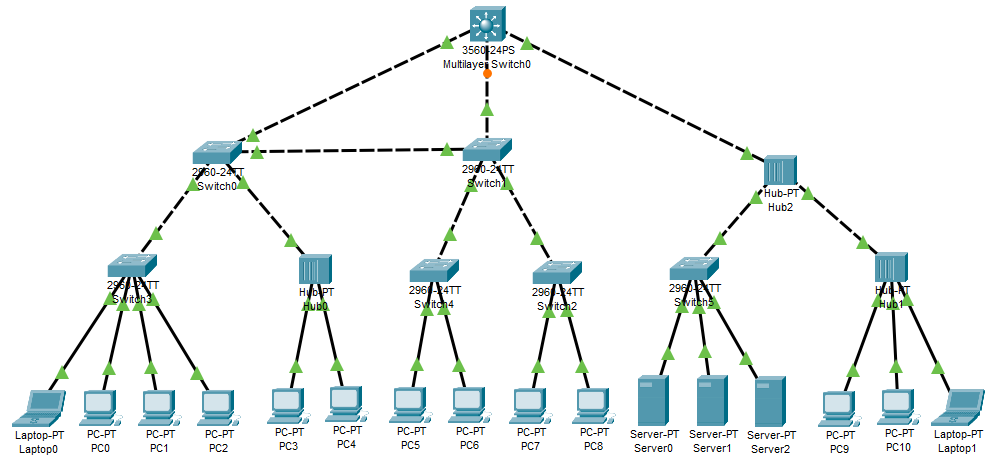 3560-24PS
Multilayer Switch0
2960-24TT
Switch0
2960-24TT
Switch1
Hub-PT
Hub2
2960-24TT
Switch3
Hub-PT
Hub0
2960-24TT
Switch4
2960-24TT
Switch2
2960-24TT
Switch5
Hub-PT
Hub1
Laptop-PT
Laptop0
PC-PT
PC0
PC-PT
PC1
PC-PT
PC2
PC-PT
PC3
PC-PT
PC4
PC-PT
PC5
PC-PT
PC6
PC-PT
PC7
PC-PT
PC8
Server-PT
Server0
Server-PT
Server1
Server-PT
Server2
PC-PT
PC9
PC-PT
PC10
Laptop-PT
Laptop1